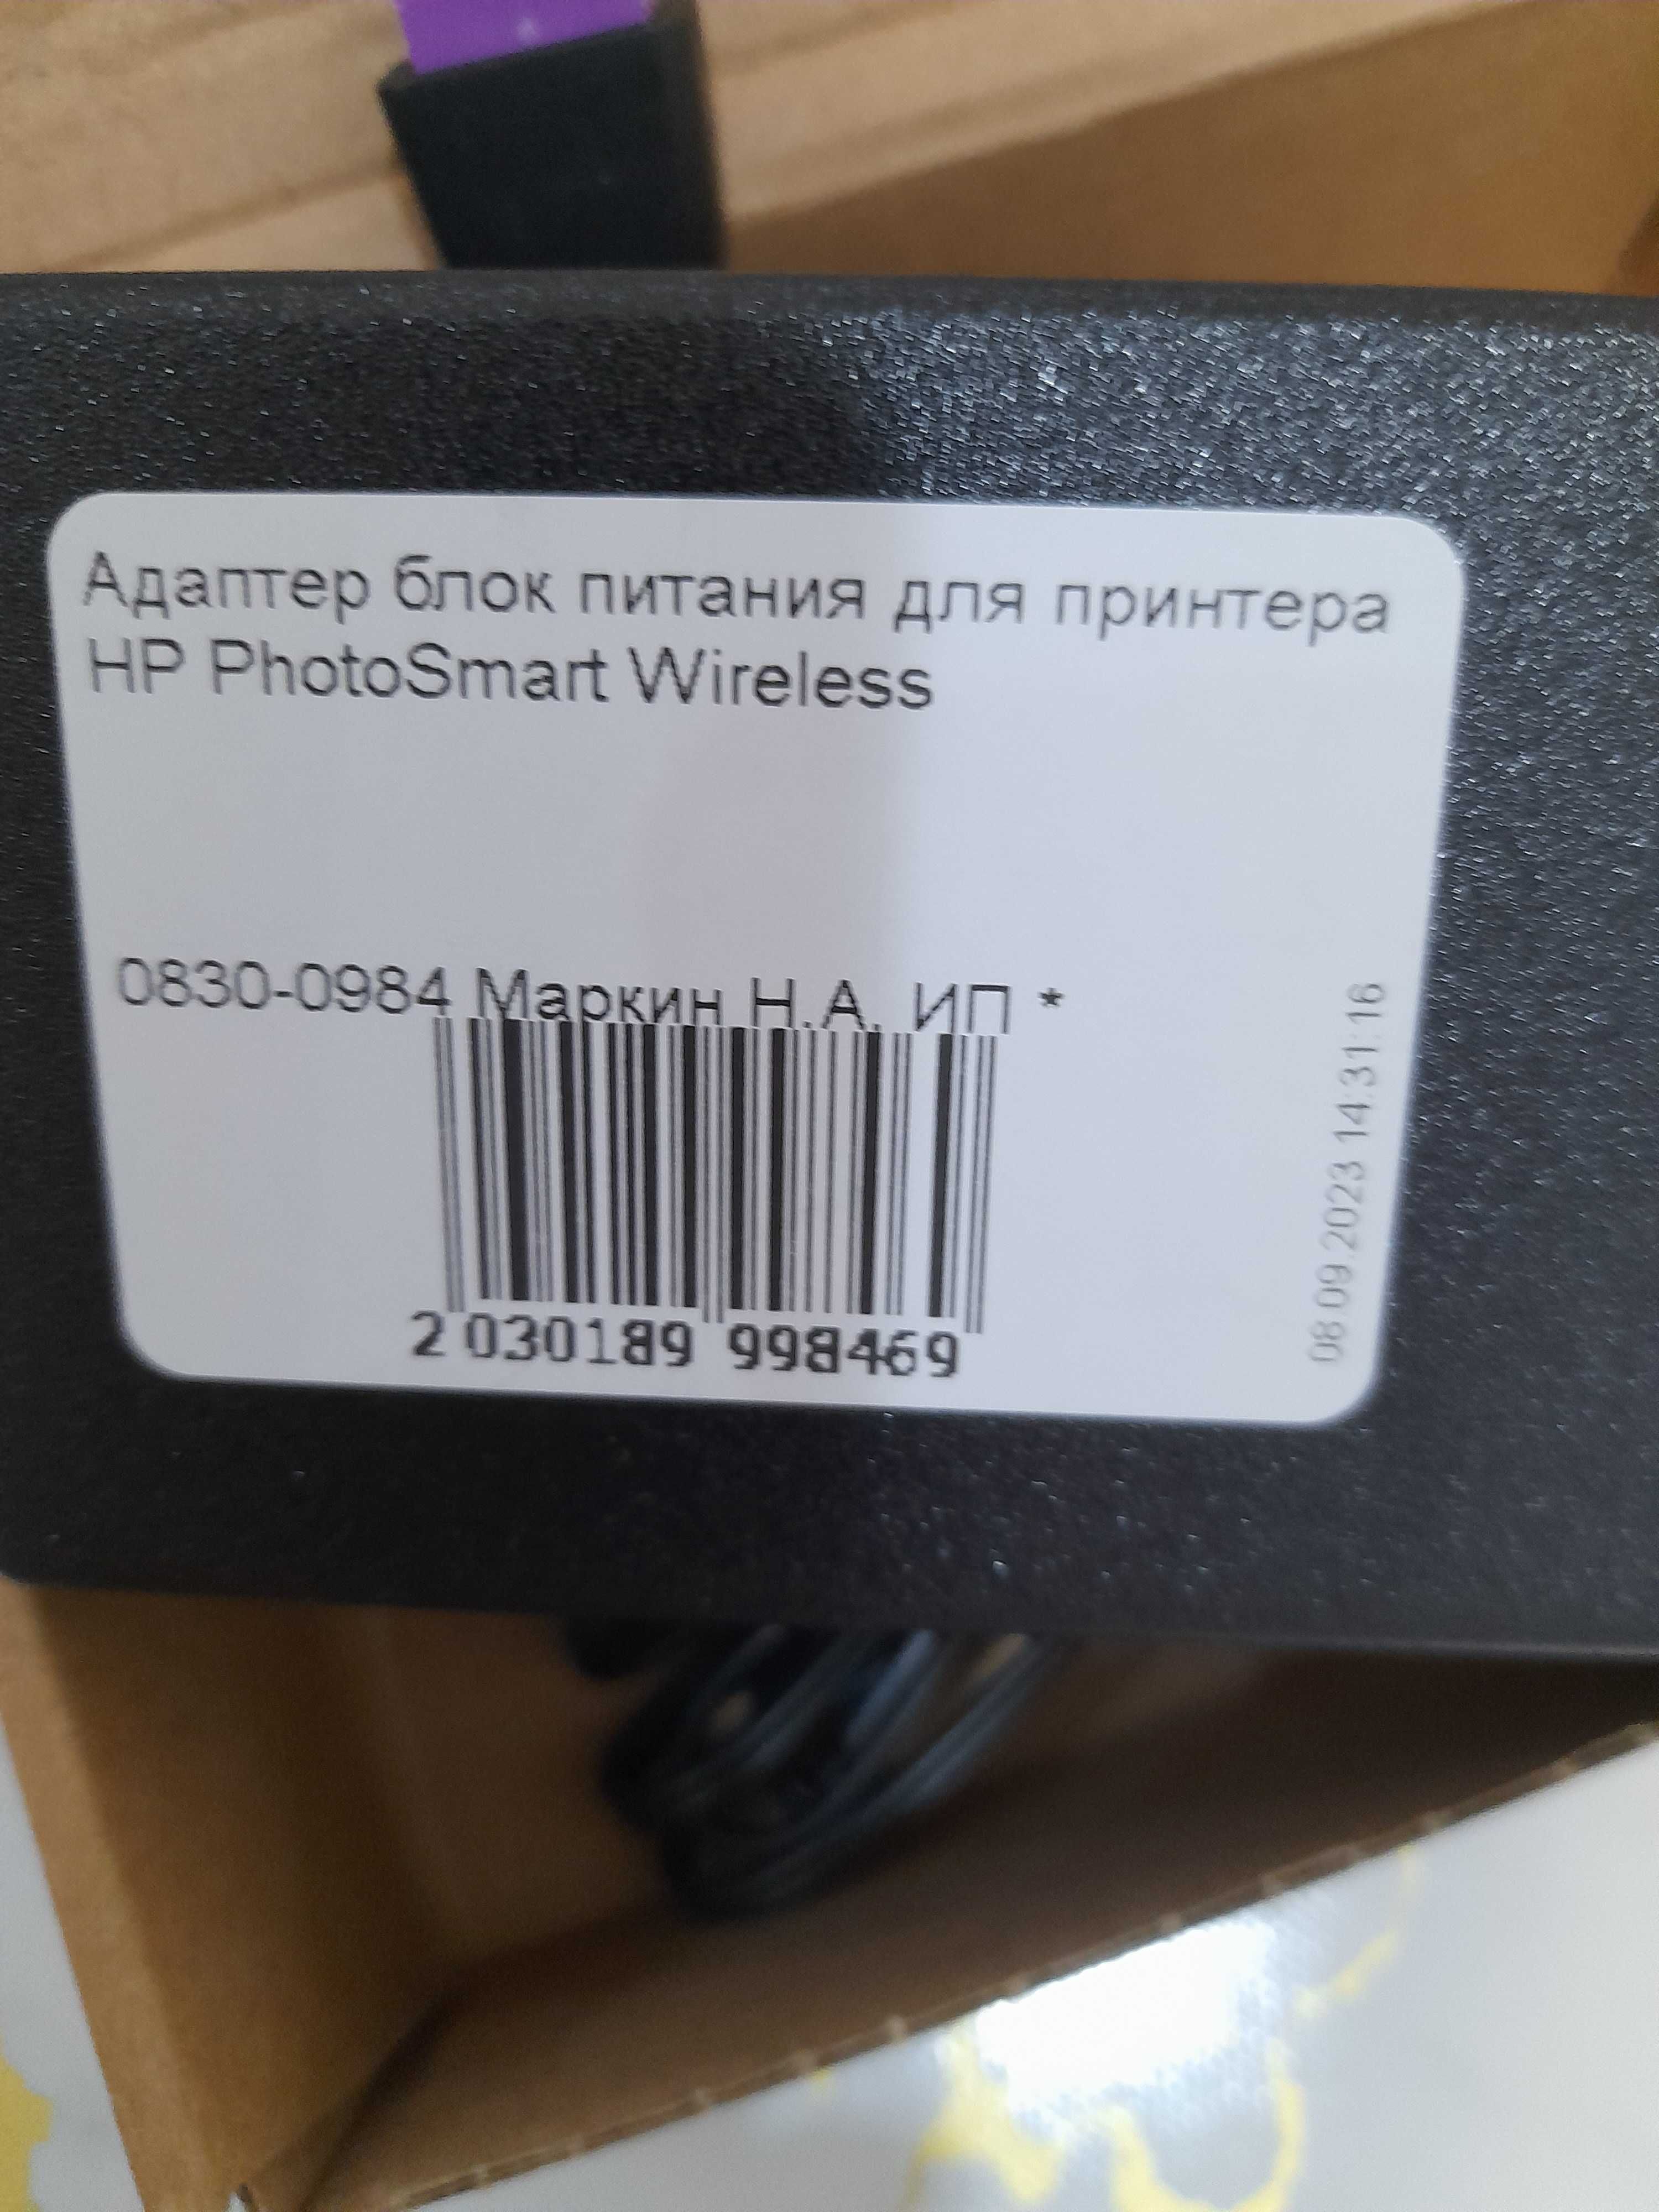 Адаптер блок питания для принтера
HP PhotoSmart Wireless
0830-0984 Маркин Н.А. ИП *
2 030189 998469
08.09.2023 14:31:16